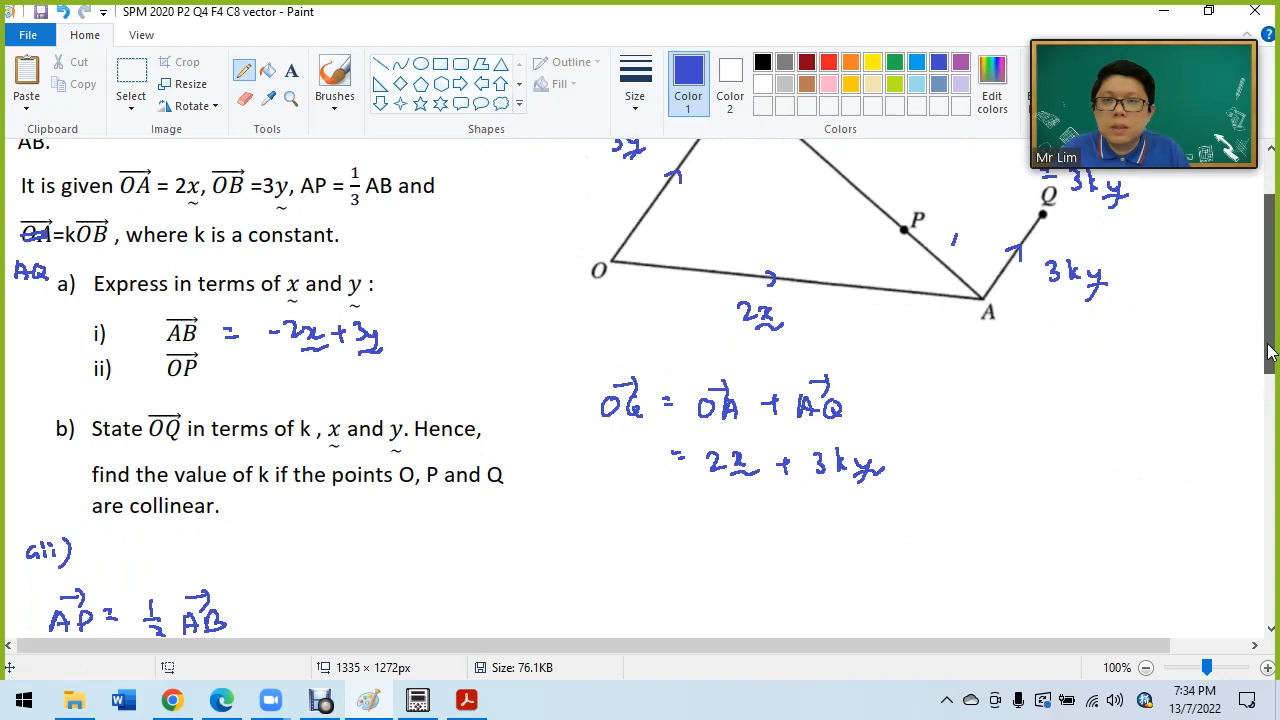 SPM 2020 P2 Q4 F4 C8 vector - Paint
File Home View
Paste Cut Copy
Select Crop Resize Rotate
Brushes
Size
Outline
Fill
Color 1
Color 2
Edit colors
Clipboard Image Tools Shapes Colors
Mr Lim
AB.
It is given OA = 2x, OB =3y, AP = 1/3 AB and
OA=kOB , where k is a constant.
AQ
a) Express in terms of x and y :
i) AB = -2x + 3y
ii) OP
b) State OQ in terms of k , x and y. Hence,
find the value of k if the points O, P and Q
are collinear.
aii)
AP = 1/3 AB
3y
= 3ky
Q
P
1
3ky
O
2x
A
OQ = OA + AQ
= 2x + 3ky
1335 × 1272px
Size: 76.1KB
100%
7:34 PM
13/7/2022